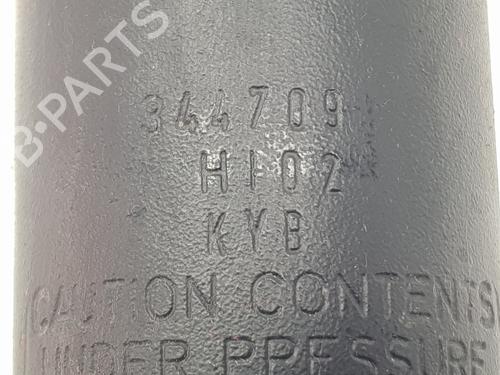 B-PARTS
344709
HI02
KYB
CAUTION CONTENTS
UNDER PRESSURE